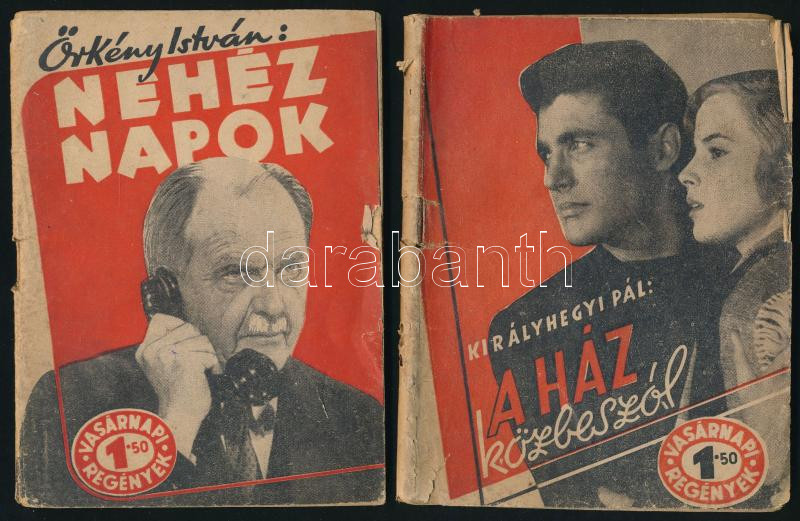 Örkény István:
NEHÉZ
NAPOK
VASÁRNAPI
1·50
REGÉNYEK
KIRÁLYHEGYI PÁL:
A HÁZ
közbeszól
VASÁRNAPI
1·50
REGÉNYEK
darabanth